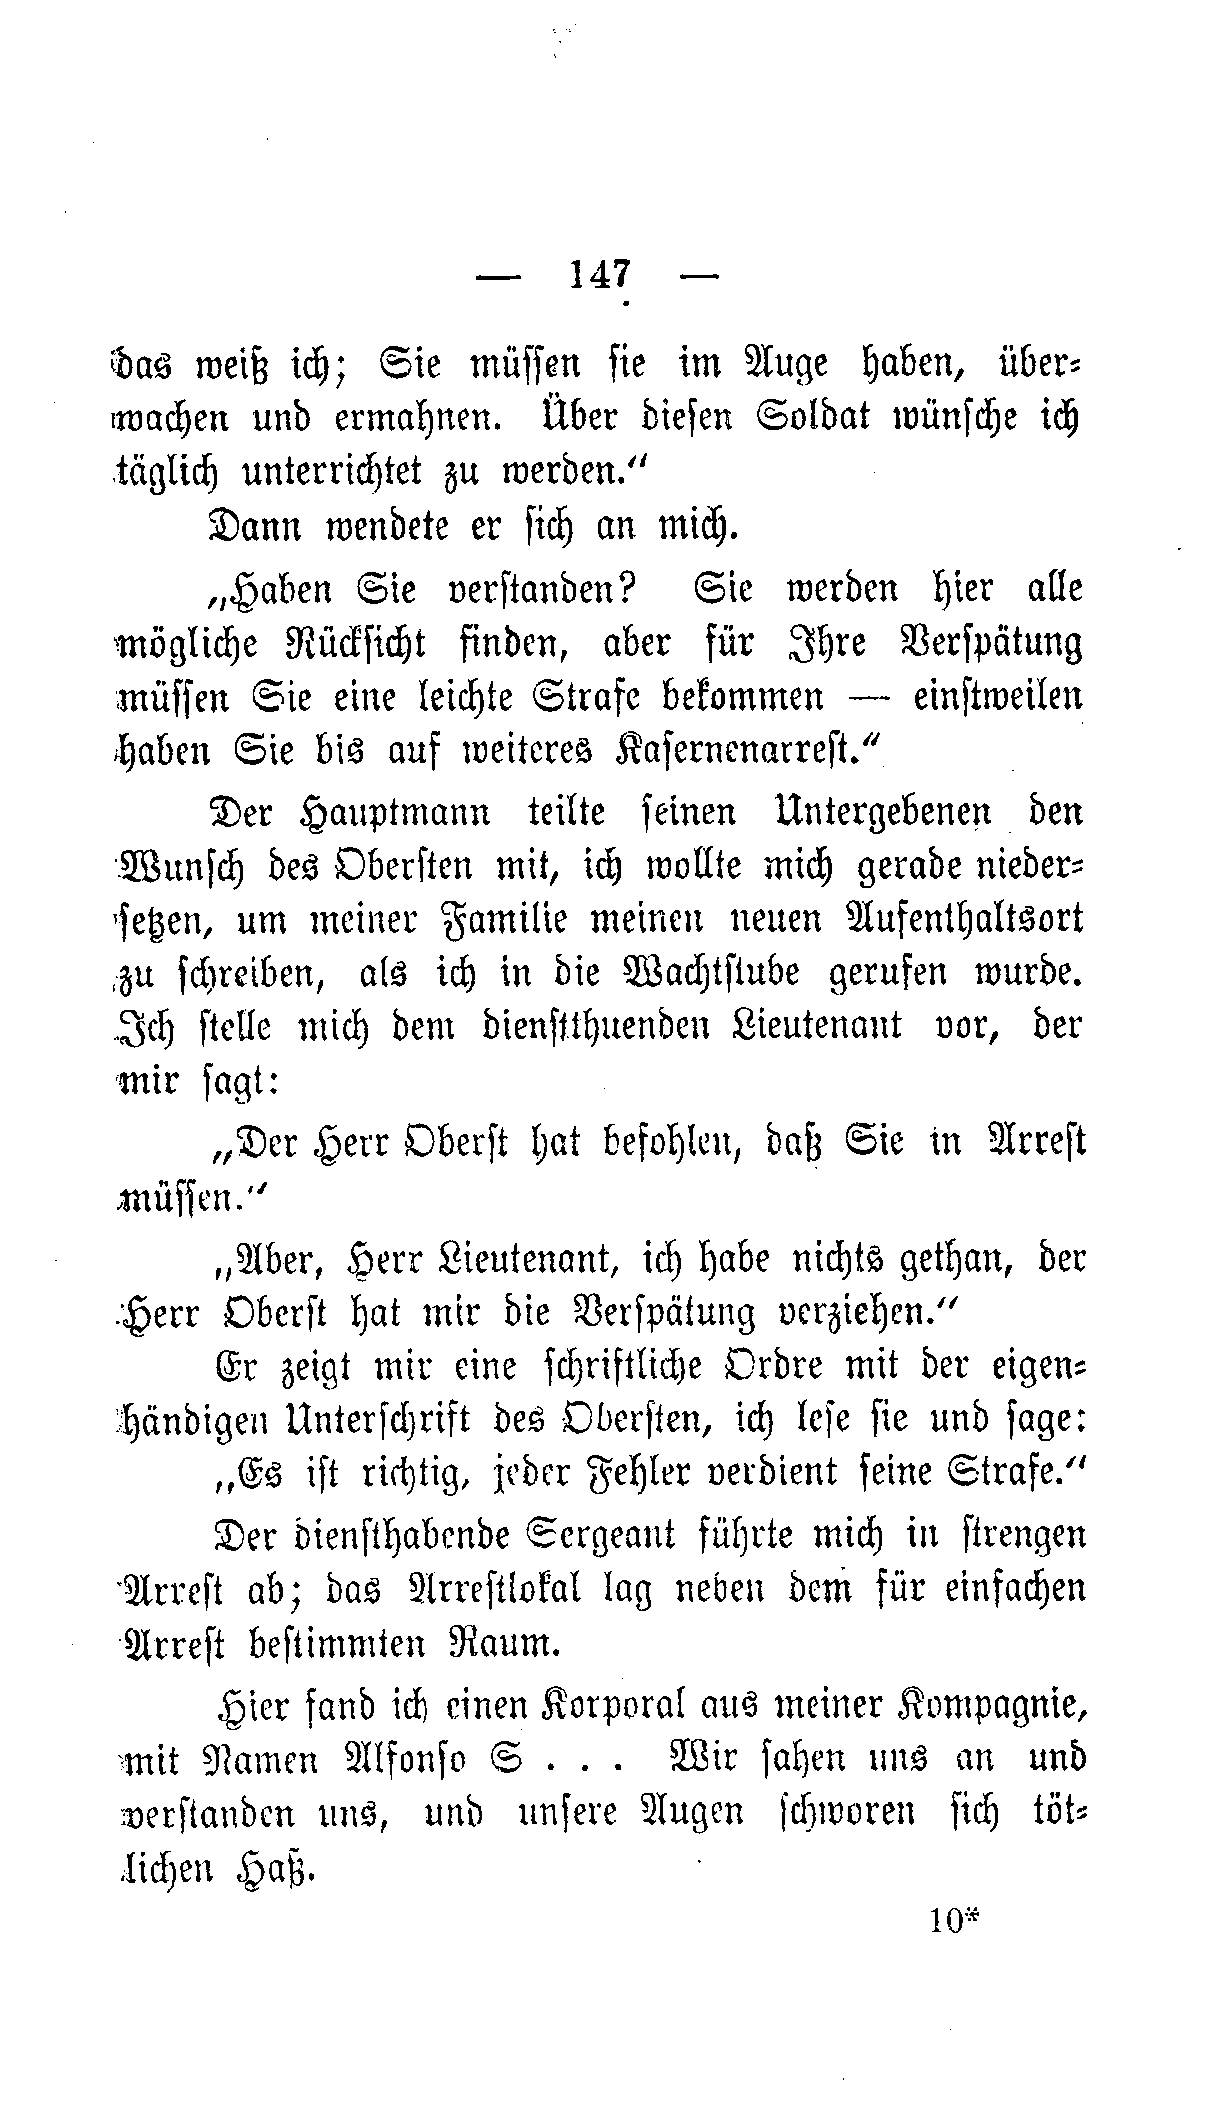 — 147 —
das weiß ich; Sie müssen sie im Auge haben, über-
wachen und ermahnen. Über diesen Soldat wünsche ich
täglich unterrichtet zu werden.“
Dann wendete er sich an mich.
„Haben Sie verstanden? Sie werden hier alle
mögliche Rücksicht finden, aber für Ihre Verspätung
müssen Sie eine leichte Strafe bekommen — einstweilen
haben Sie bis auf weiteres Kasernenarrest.“
Der Hauptmann teilte seinen Untergebenen den
Wunsch des Obersten mit, ich wollte mich gerade nieder-
setzen, um meiner Familie meinen neuen Aufenthaltsort
zu schreiben, als ich in die Wachtstube gerufen wurde.
Ich stelle mich dem dienstthuenden Lieutenant vor, der
mir sagt:
„Der Herr Oberst hat befohlen, daß Sie in Arrest
müssen.“
„Aber, Herr Lieutenant, ich habe nichts gethan, der
Herr Oberst hat mir die Verspätung verziehen.“
Er zeigt mir eine schriftliche Ordre mit der eigen-
händigen Unterschrift des Obersten, ich lese sie und sage:
„Es ist richtig, jeder Fehler verdient seine Strafe.“
Der diensthabende Sergeant führte mich in strengen
Arrest ab; das Arrestlokal lag neben dem für einfachen
Arrest bestimmten Raum.
Hier fand ich einen Korporal aus meiner Kompagnie,
mit Namen Alfonso S . . . Wir sahen uns an und
verstanden uns, und unsere Augen schworen sich töt-
lichen Haß.
10*